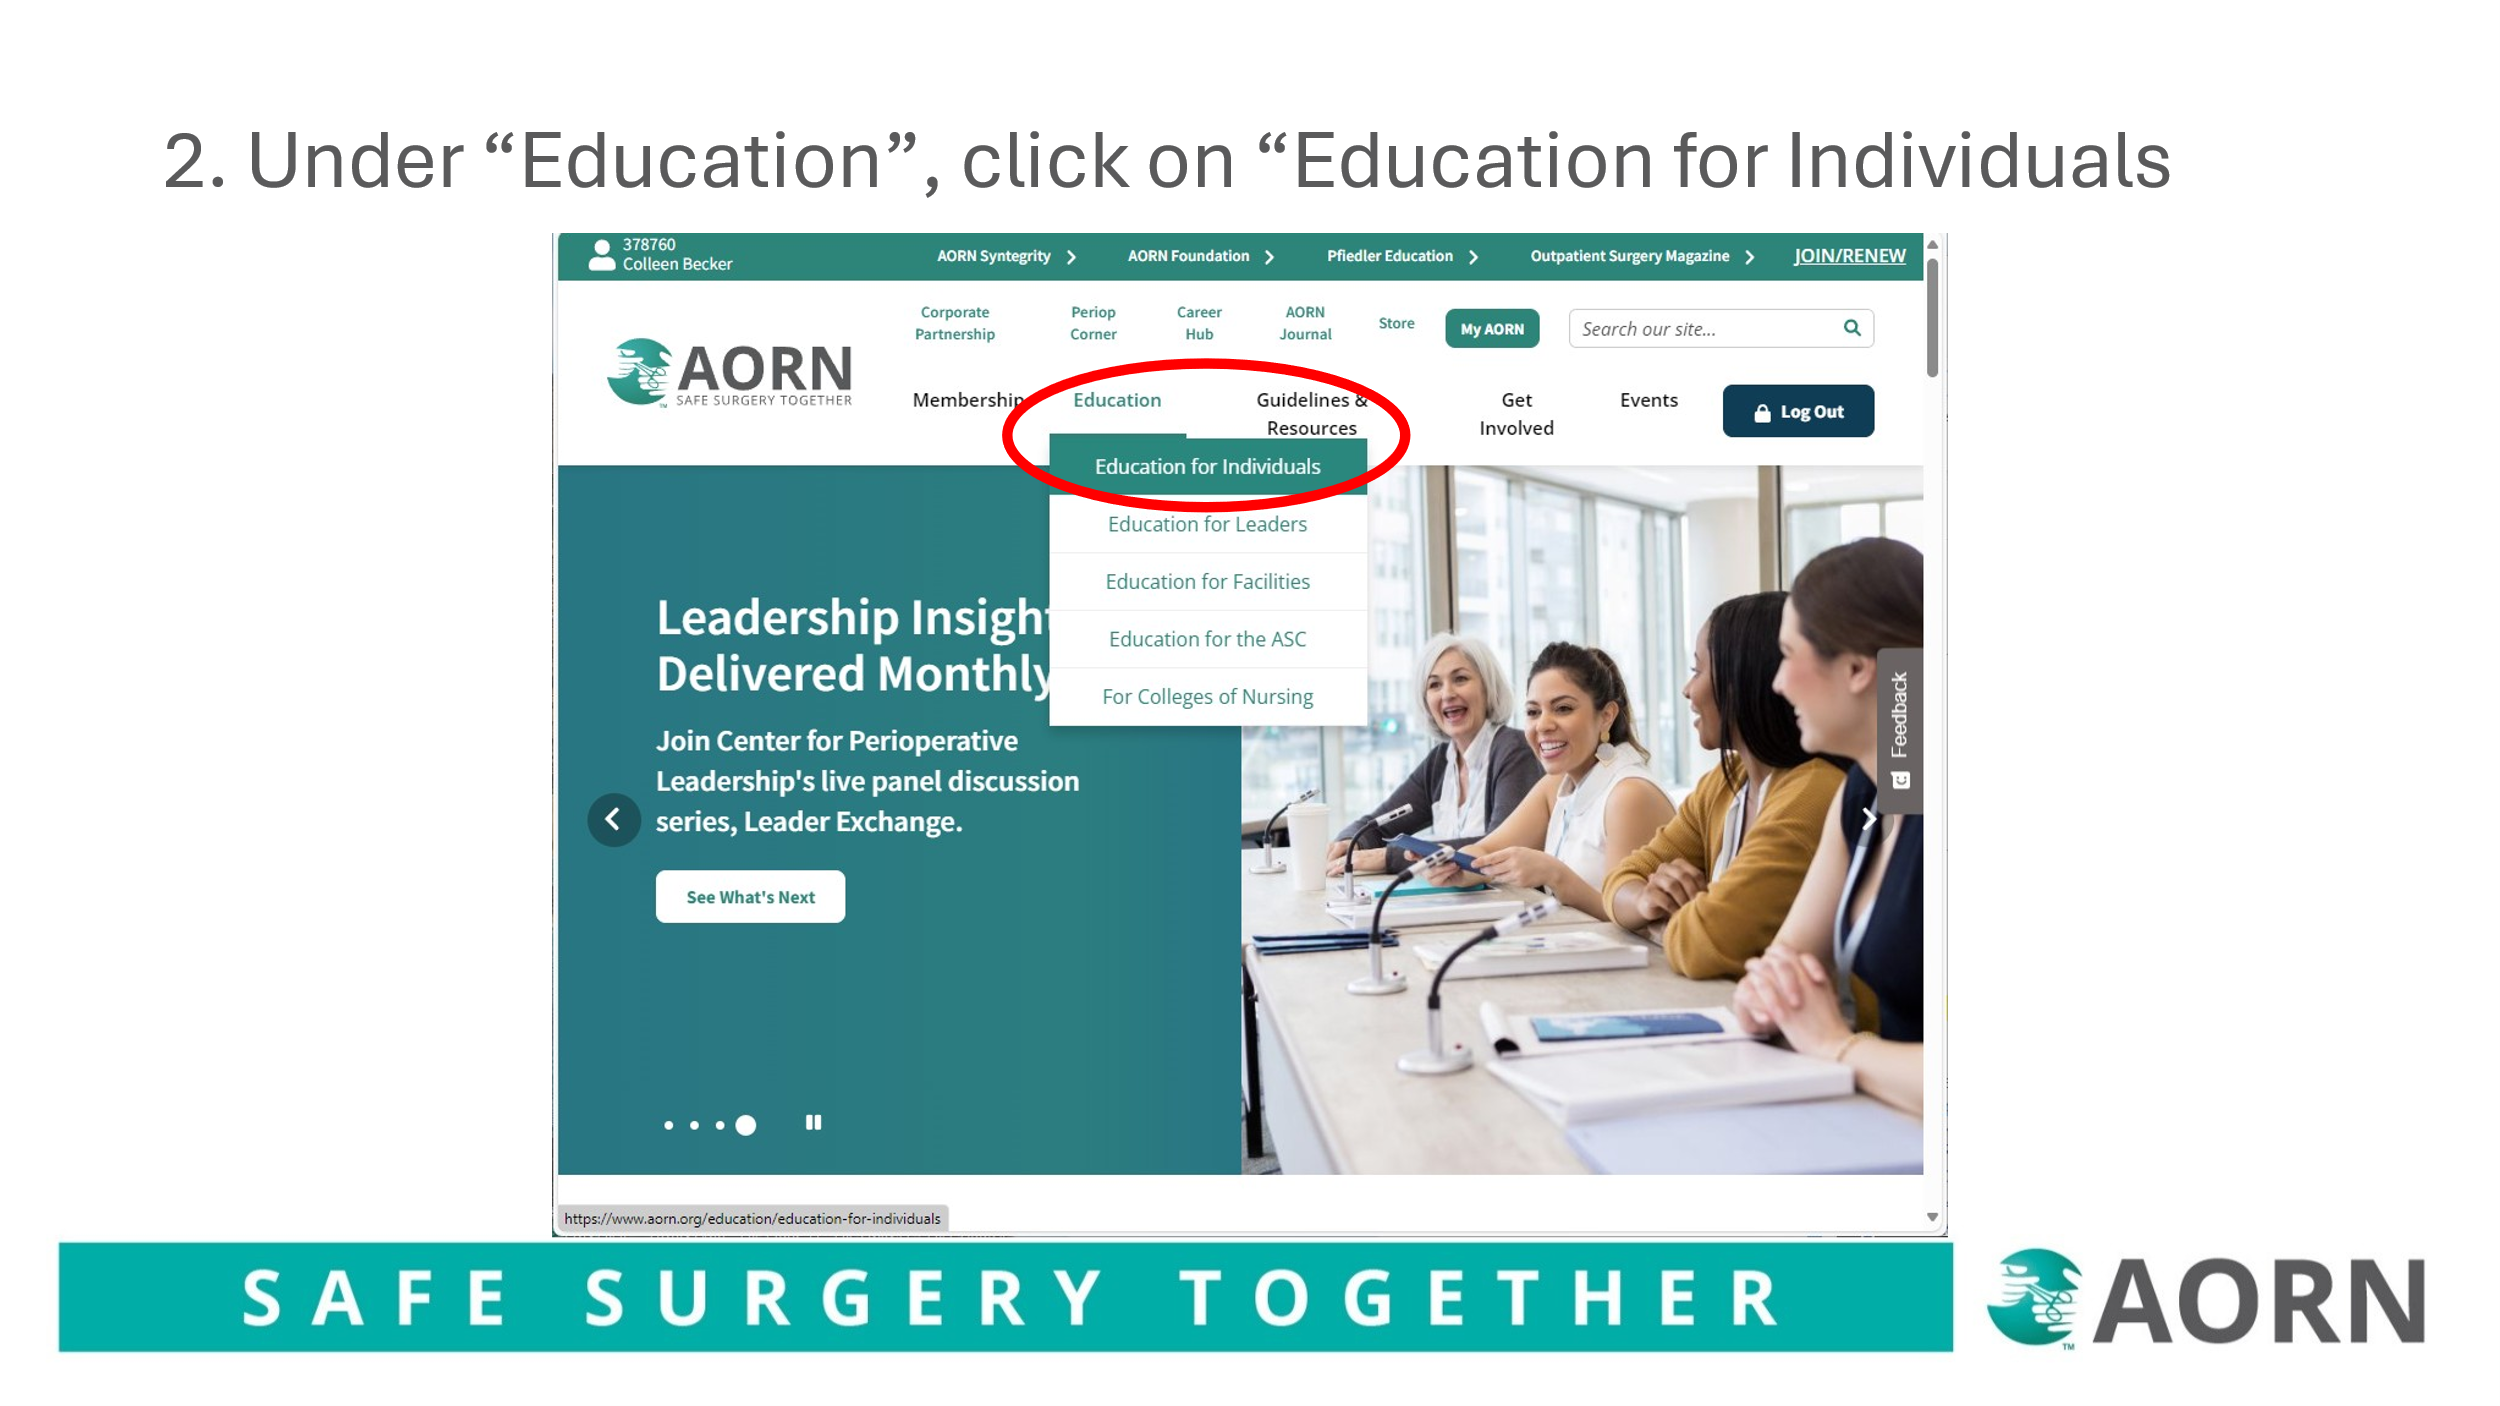 2. Under “Education”, click on “Education for Individuals
378760
Colleen Becker
AORN Syntegrity
AORN Foundation
Pfiedler Education
Outpatient Surgery Magazine
JOIN/RENEW
Corporate
Partnership
Periop
Corner
Career
Hub
AORN
Journal
Store
My AORN
Search our site...
AORN
SAFE SURGERY TOGETHER
TM
Membership
Education
Guidelines &
Resources
Get
Involved
Events
Log Out
Education for Individuals
Education for Leaders
Education for Facilities
Education for the ASC
For Colleges of Nursing
Leadership Insight
Delivered Monthly
Join Center for Perioperative
Leadership's live panel discussion
series, Leader Exchange.
See What's Next
Feedback
https://www.aorn.org/education/education-for-individuals
SAFE SURGERY TOGETHER
AORN
TM